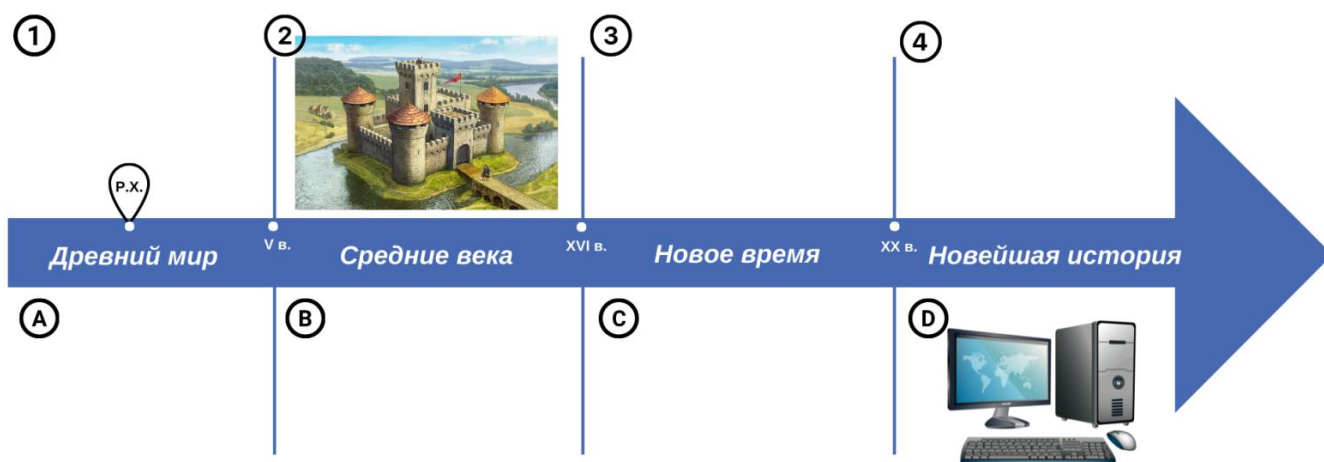 1
2
3
4
Р.Х.
Древний мир
V в.
Средние века
XVI в.
Новое время
XX в.
Новейшая история
A
B
C
D